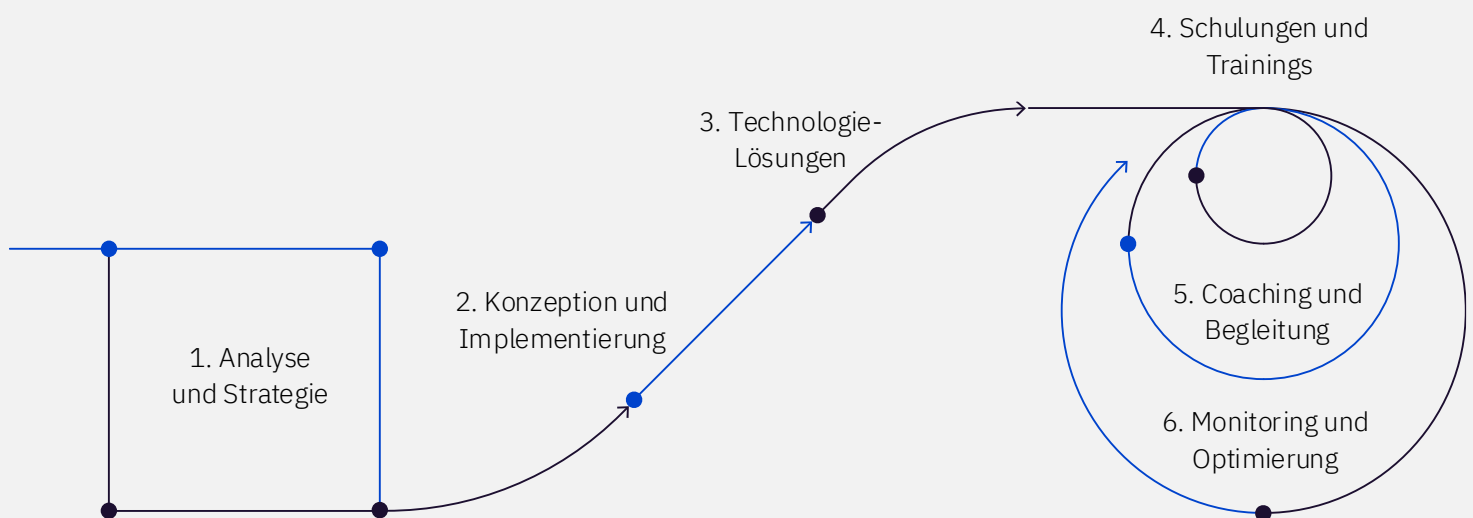 1. Analyse
und Strategie
2. Konzeption und
Implementierung
3. Technologie-
Lösungen
4. Schulungen und
Trainings
5. Coaching und
Begleitung
6. Monitoring und
Optimierung